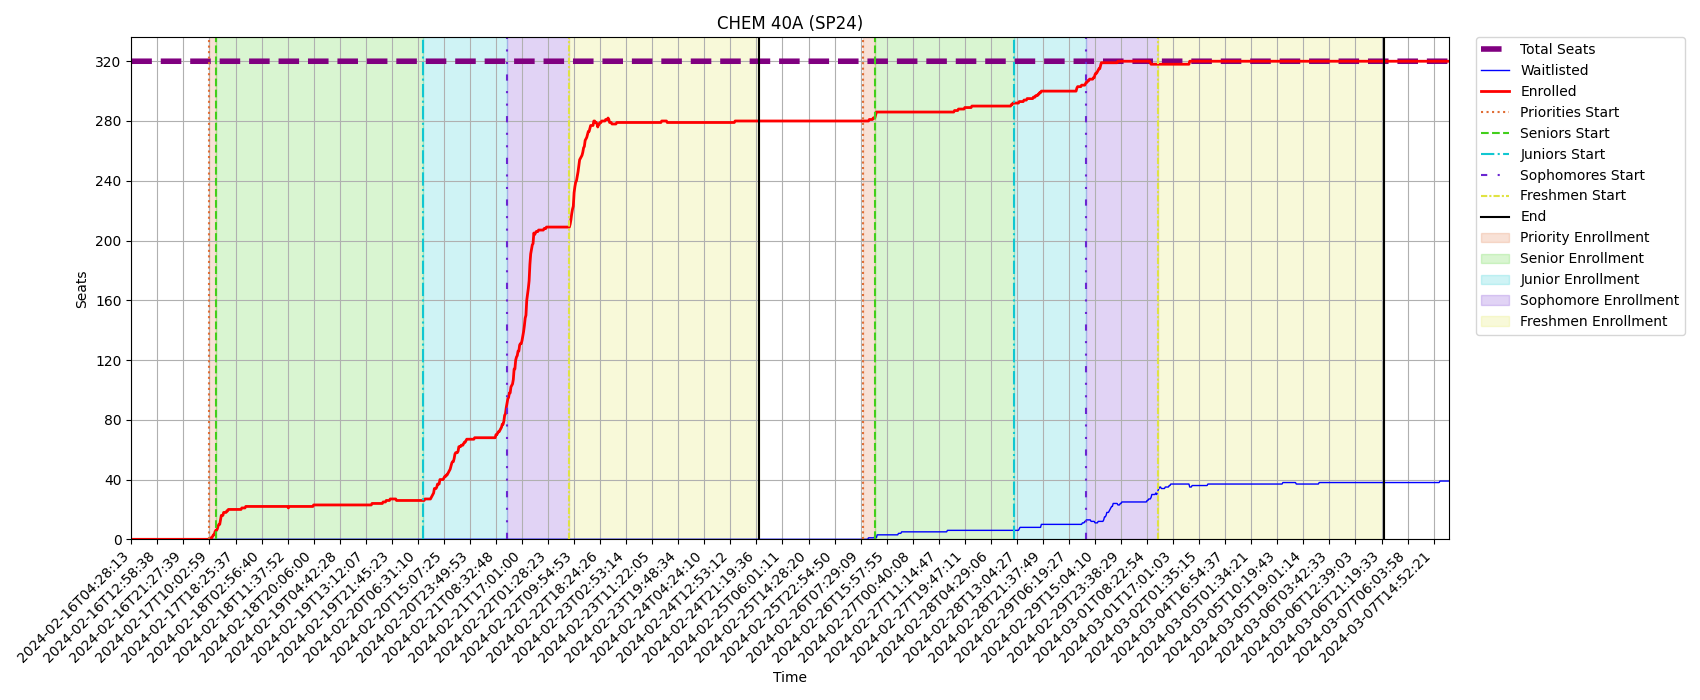 CHEM 40A (SP24)
Seats
320
280
240
200
160
120
80
40
0
2024-02-16T04:28:13
2024-02-16T12:58:38
2024-02-16T21:27:39
2024-02-17T10:02:59
2024-02-17T18:25:37
2024-02-18T02:56:40
2024-02-18T11:37:52
2024-02-18T20:06:00
2024-02-19T04:42:28
2024-02-19T13:12:07
2024-02-19T21:45:23
2024-02-20T06:31:10
2024-02-20T15:07:25
2024-02-20T23:49:53
2024-02-21T08:32:48
2024-02-21T17:01:00
2024-02-22T01:28:23
2024-02-22T09:54:53
2024-02-22T18:24:26
2024-02-23T02:53:14
2024-02-23T11:22:05
2024-02-23T19:48:34
2024-02-24T04:24:10
2024-02-24T12:53:12
2024-02-24T21:19:36
2024-02-25T06:01:11
2024-02-25T14:28:20
2024-02-25T22:54:50
2024-02-26T07:29:09
2024-02-26T15:57:55
2024-02-27T00:40:08
2024-02-27T11:14:47
2024-02-27T19:47:11
2024-02-28T04:29:06
2024-02-28T13:04:27
2024-02-28T21:37:49
2024-02-29T06:19:27
2024-02-29T15:04:10
2024-02-29T23:38:29
2024-03-01T08:22:54
2024-03-01T17:01:03
2024-03-02T01:35:15
2024-03-04T16:54:37
2024-03-05T01:34:21
2024-03-05T10:19:43
2024-03-05T19:01:14
2024-03-06T03:42:33
2024-03-06T12:39:03
2024-03-06T21:19:33
2024-03-07T06:03:58
2024-03-07T14:52:21
Time
Total Seats
Waitlisted
Enrolled
Priorities Start
Seniors Start
Juniors Start
Sophomores Start
Freshmen Start
End
Priority Enrollment
Senior Enrollment
Junior Enrollment
Sophomore Enrollment
Freshmen Enrollment